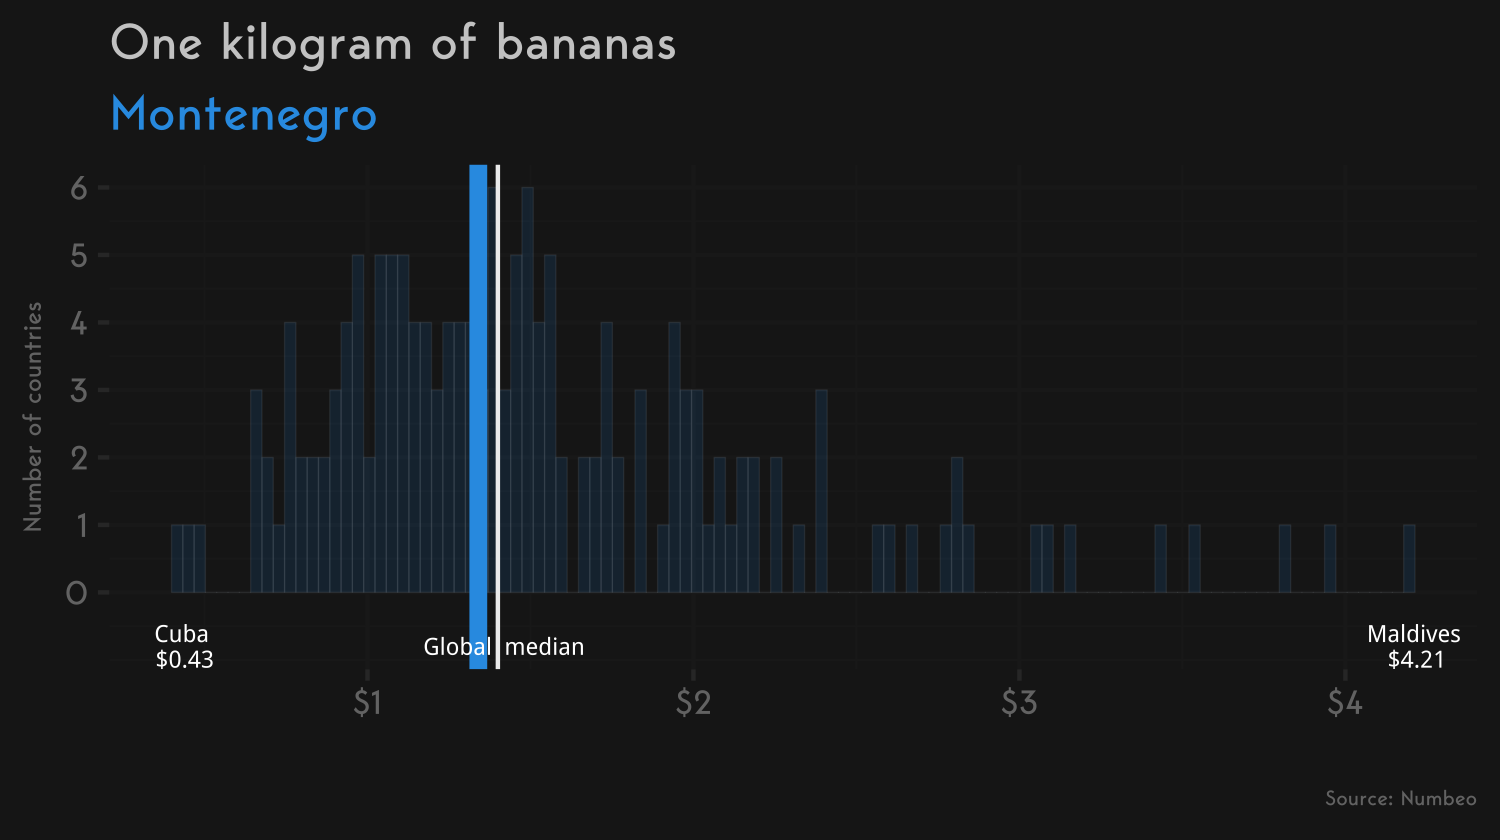 One kilogram of bananas
Montenegro
Number of countries
6
5
4
3
2
1
0
Cuba
$0.43
Global median
Maldives
$4.21
$1
$2
$3
$4
Source: Numbeo